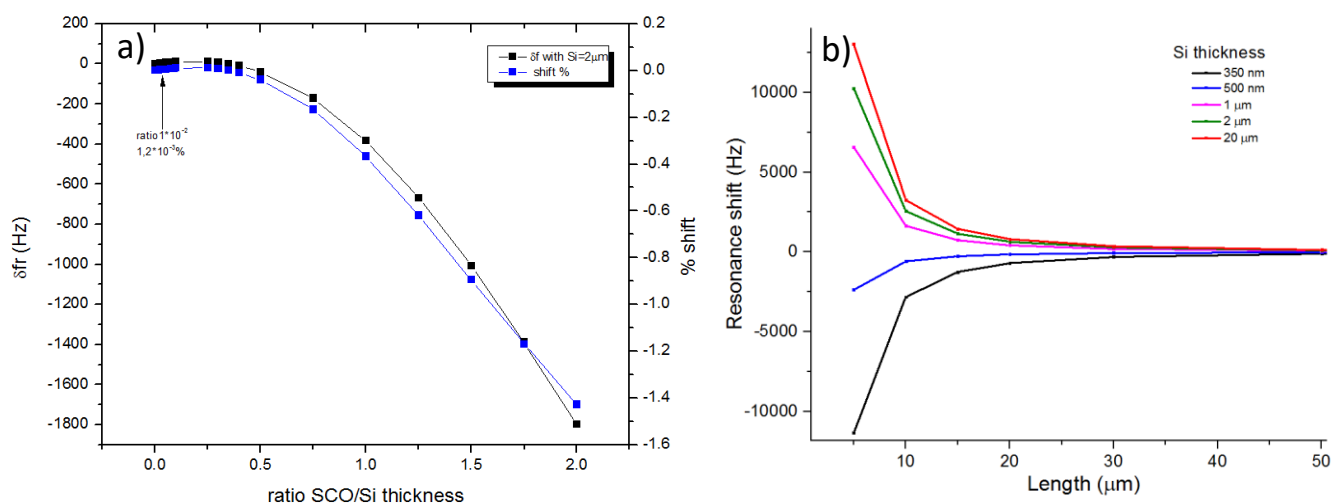 a)
200
0
-200
-400
-600
-800
-1000
-1200
-1400
-1600
-1800
δfr (Hz)
0.2
0.0
-0.2
-0.4
-0.6
-0.8
-1.0
-1.2
-1.4
-1.6
% shift
δf with Si=2μm
shift %
ratio 1*10⁻²
1,2*10⁻³%
0.0 0.5 1.0 1.5 2.0
ratio SCO/Si thickness
b)
10000
5000
0
-5000
-10000
Resonance shift (Hz)
Si thickness
350 nm
500 nm
1 μm
2 μm
20 μm
10 20 30 40 50
Length (μm)